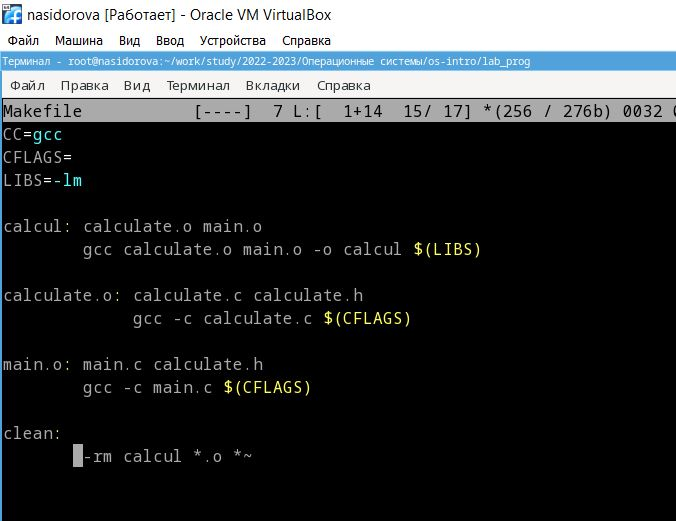 nasidorova [Работает] - Oracle VM VirtualBox
Файл Машина Вид Ввод Устройства Справка
Терминал - root@nasidorova:~/work/study/2022-2023/Операционные системы/os-intro/lab_prog
Файл Правка Вид Терминал Вкладки Справка
Makefile [----] 7 L:[ 1+14 15/ 17] *(256 / 276b) 0032
CC=gcc
CFLAGS=
LIBS=-lm
calcul: calculate.o main.o
gcc calculate.o main.o -o calcul $(LIBS)
calculate.o: calculate.c calculate.h
gcc -c calculate.c $(CFLAGS)
main.o: main.c calculate.h
gcc -c main.c $(CFLAGS)
clean:
-rm calcul *.o *~